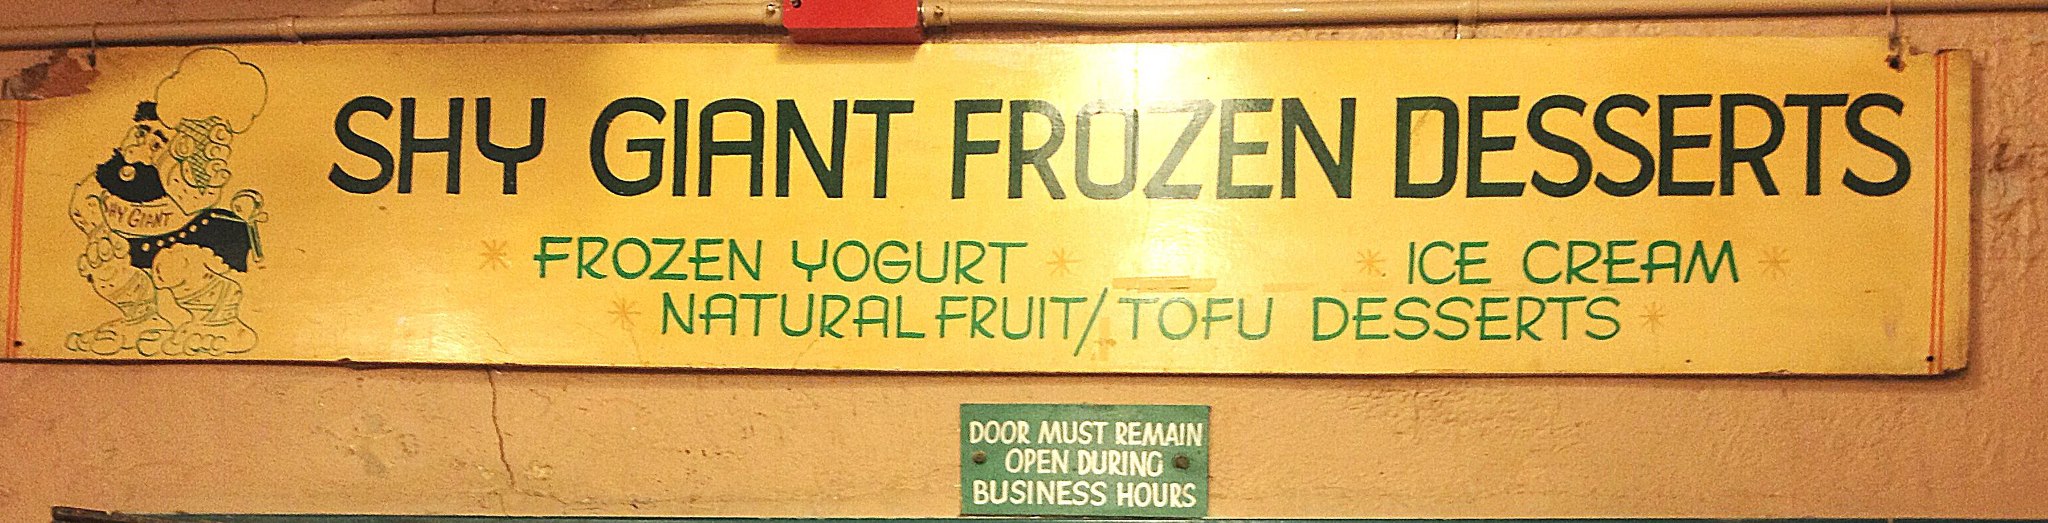 SHY GIANT FROZEN DESSERTS
SHY GIANT
FROZEN YOGURT ICE CREAM
NATURAL FRUIT/TOFU DESSERTS
DOOR MUST REMAIN
OPEN DURING
BUSINESS HOURS